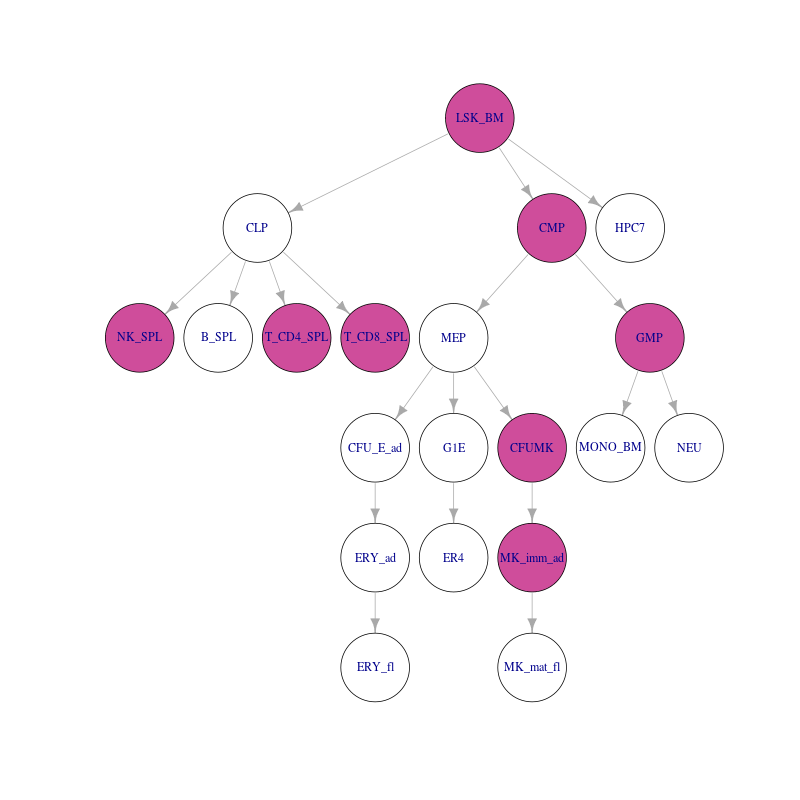 LSK_BM
CLP
CMP
HPC7
NK_SPL
B_SPL
T_CD4_SPL
T_CD8_SPL
MEP
GMP
CFU_E_ad
G1E
CFUMK
MONO_BM
NEU
ERY_ad
ER4
MK_imm_ad
ERY_fl
MK_mat_fl